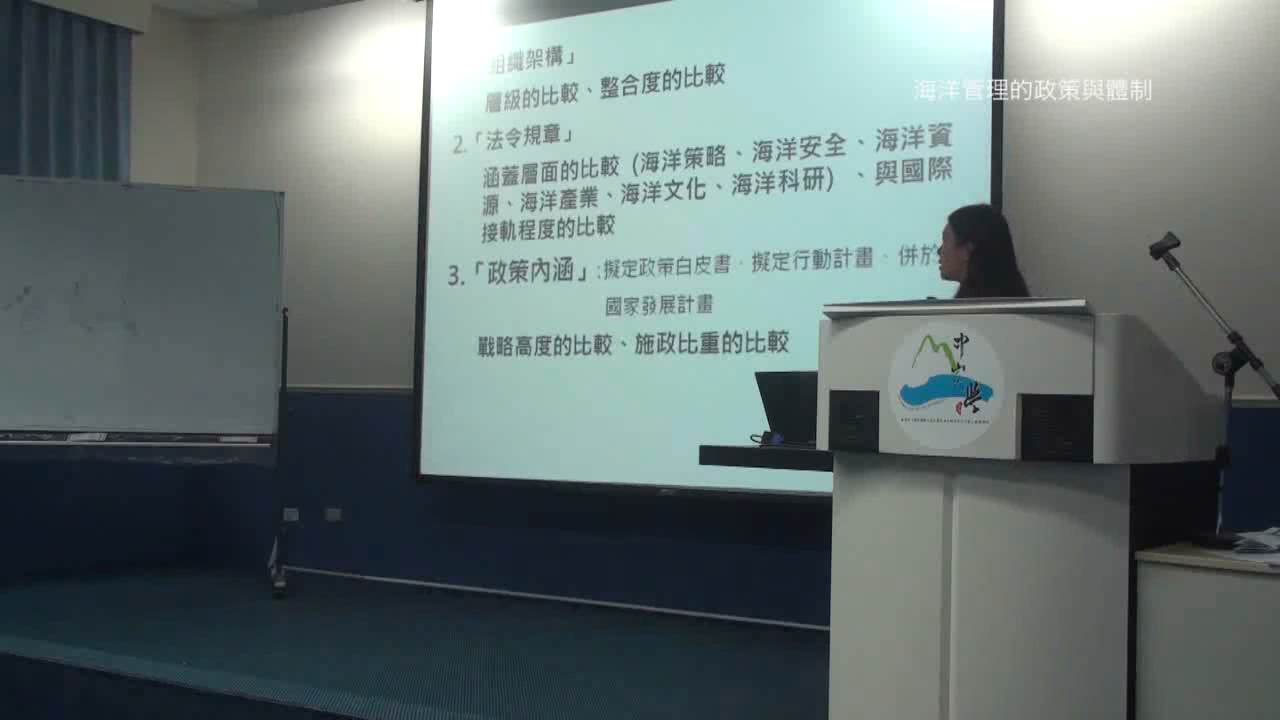 組織架構」
層級的比較、整合度的比較
海洋管理的政策與體制
2.「法令規章」
涵蓋層面的比較 (海洋策略、海洋安全、海洋資
源、海洋產業、海洋文化、海洋科研) 、與國際
接軌程度的比較
3.「政策內涵」:擬定政策白皮書、擬定行動計畫、併於
國家發展計畫
戰略高度的比較、施政比重的比較
中山大學